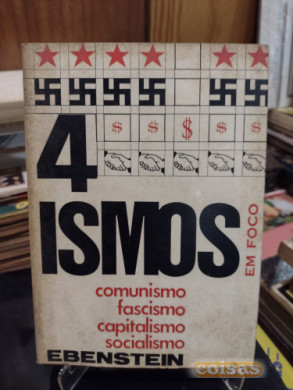 $ $ $ $ $
4
ISMOS
EM FOCO
comunismo
fascismo
capitalismo
socialismo
EBENSTEIN
coisas